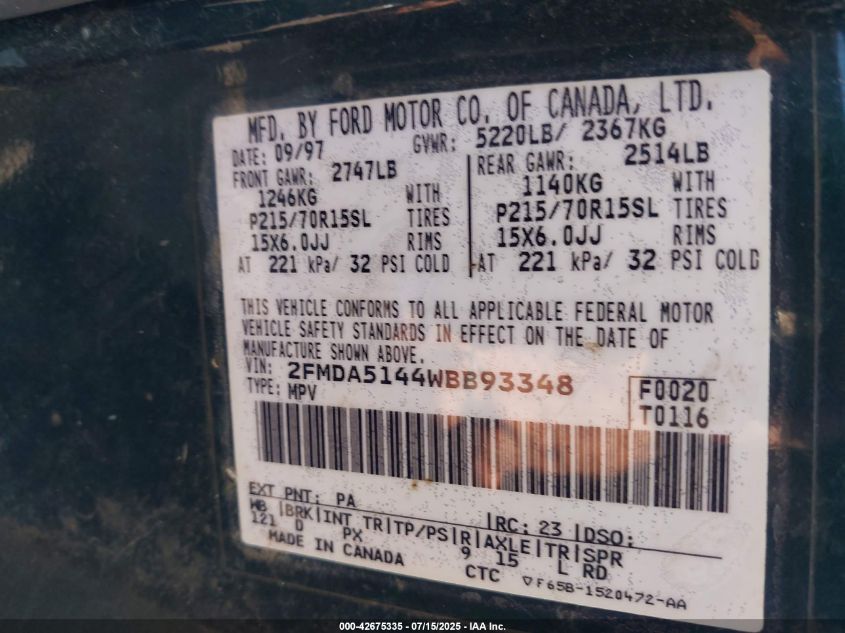 MFD. BY FORD MOTOR CO. OF CANADA, LTD.
DATE: 09/97 GVWR: 5220LB/ 2367KG
FRONT GAWR: 2747LB REAR GAWR: 2514LB
1246KG WITH 1140KG WITH
P215/70R15SL TIRES P215/70R15SL TIRES
15X6.0JJ RIMS 15X6.0JJ RIMS
AT 221 kPa/ 32 PSI COLD AT 221 kPa/ 32 PSI COLD
THIS VEHICLE CONFORMS TO ALL APPLICABLE FEDERAL MOTOR
VEHICLE SAFETY STANDARDS IN EFFECT ON THE DATE OF
MANUFACTURE SHOWN ABOVE.
VIN: 2FMDA5144WBB93348 F0020
TYPE: MPV T0116
EXT PNT: PA RC: 23 DSO:
WB BRK INT TR TP/PS R AXLE TR SPR
121 D PX 9 15 L RD
MADE IN CANADA CTC ▽F65B-1520472-AA
000-42675335 - 07/15/2025 - IAA Inc.